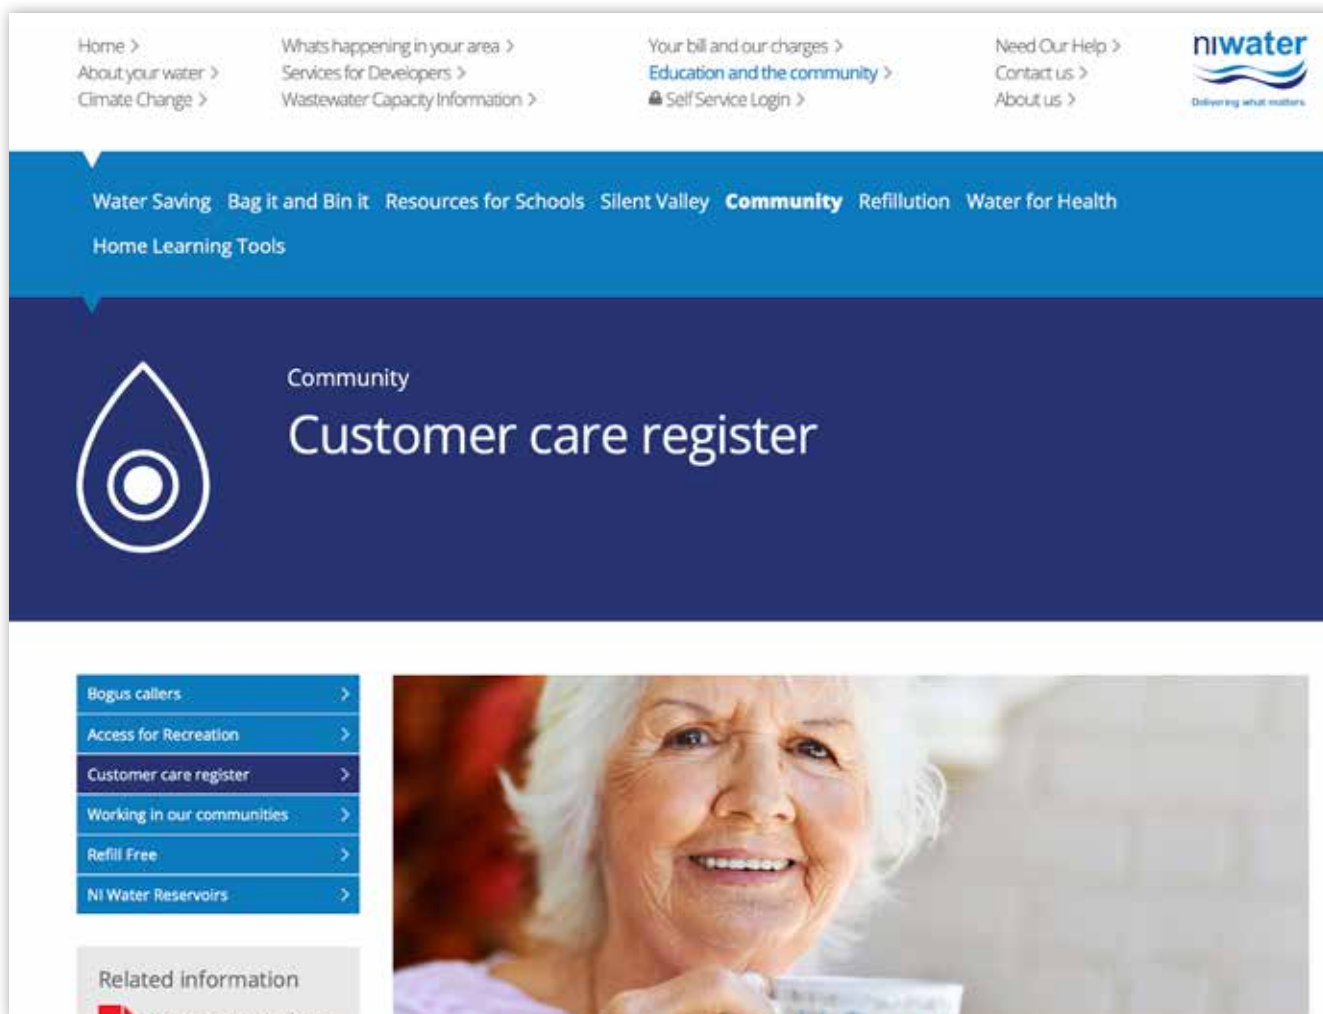 Home >
About your water >
Climate Change >
Whats happening in your area >
Services for Developers >
Wastewater Capacity Information >
Your bill and our charges >
Education and the community >
Self Service Login >
Need Our Help >
Contact us >
About us >
niwater
Delivering what matters.
Water Saving Bag it and Bin it Resources for Schools Silent Valley Community Refillution Water for Health
Home Learning Tools
Community
Customer care register
Bogus callers >
Access for Recreation >
Customer care register >
Working in our communities >
Refill Free >
NI Water Reservoirs >
Related information